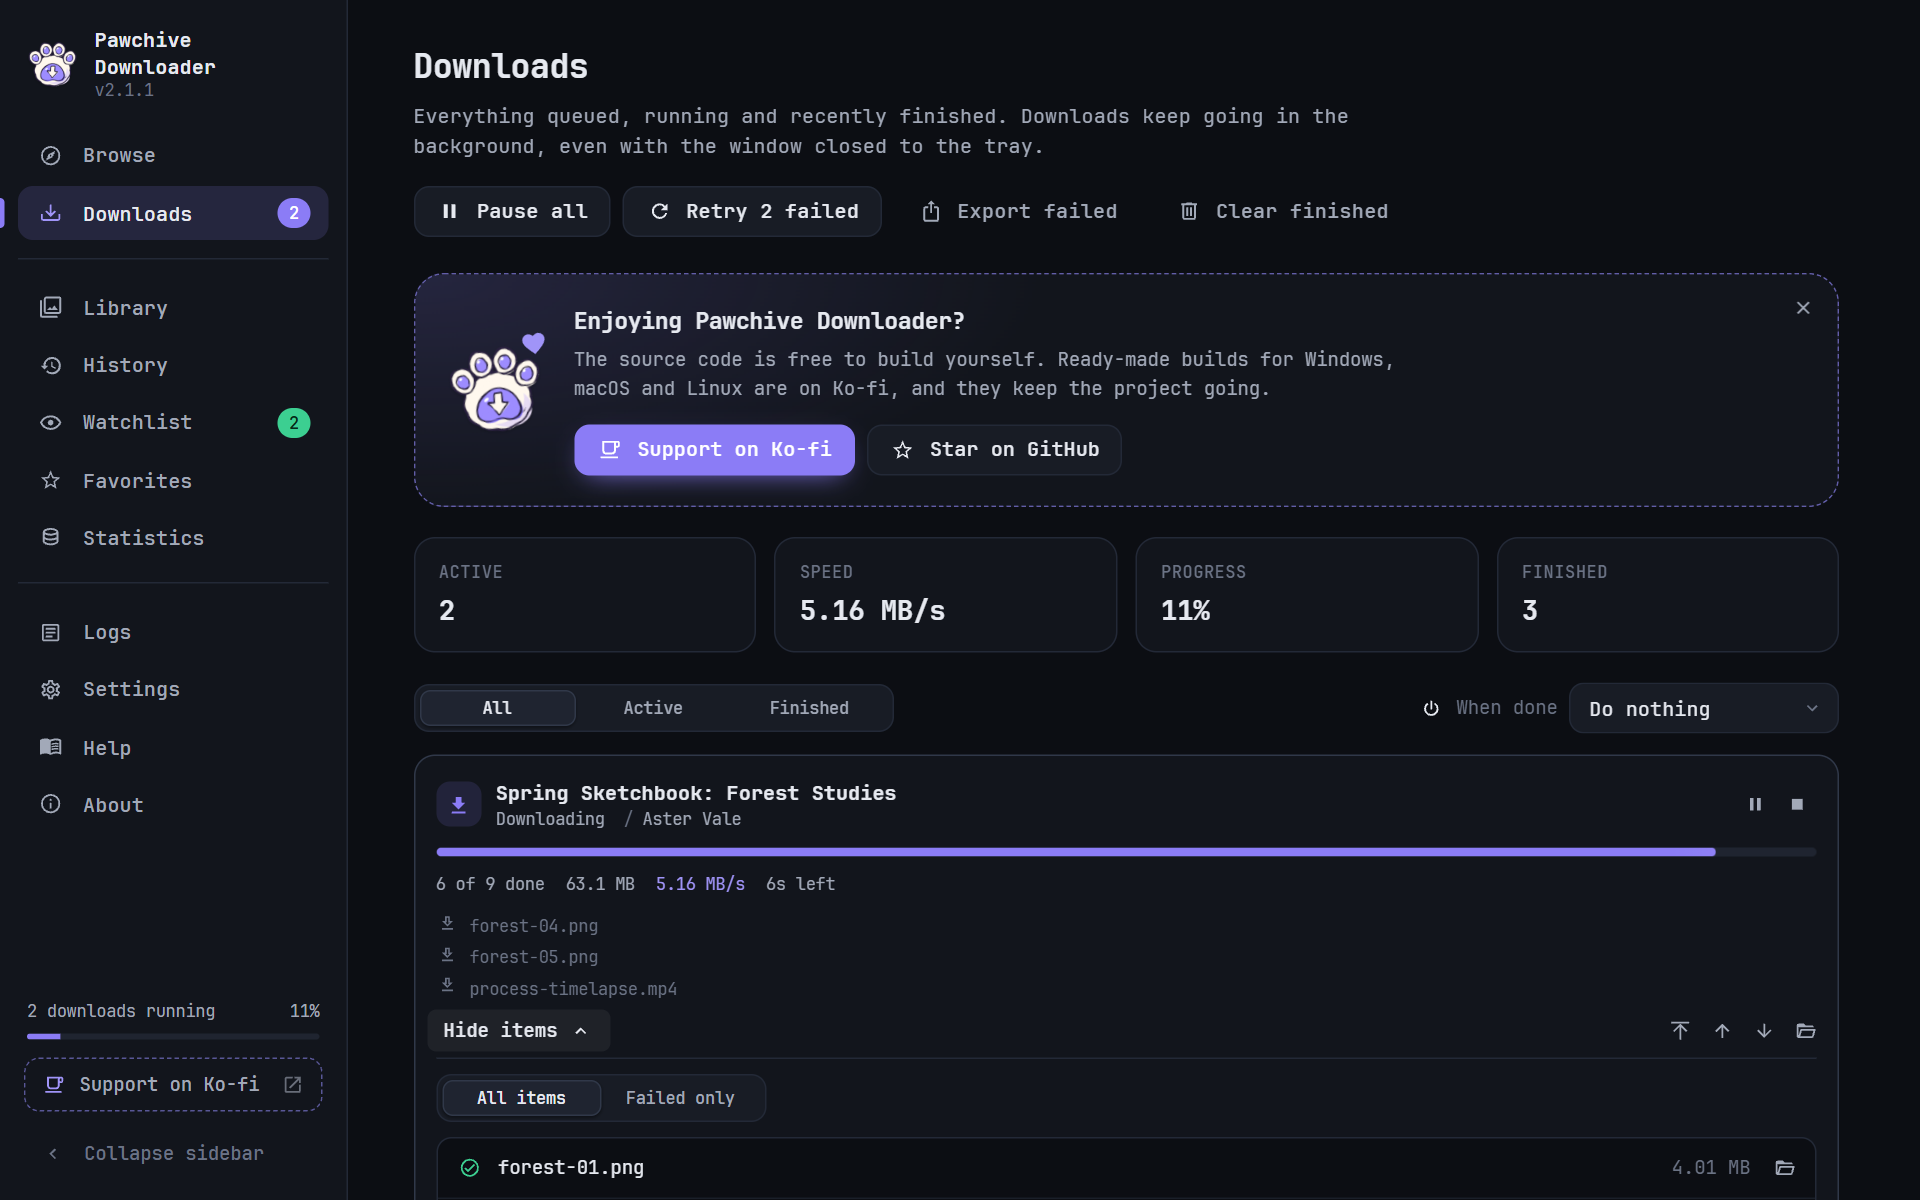 Pawchive
Downloader
v2.1.1
Browse
Downloads 2
Library
History
Watchlist 2
Favorites
Statistics
Logs
Settings
Help
About
2 downloads running 11%
Support on Ko-fi
Collapse sidebar
Downloads
Everything queued, running and recently finished. Downloads keep going in the
background, even with the window closed to the tray.
Pause all Retry 2 failed Export failed Clear finished
Enjoying Pawchive Downloader?
The source code is free to build yourself. Ready-made builds for Windows,
macOS and Linux are on Ko-fi, and they keep the project going.
Support on Ko-fi Star on GitHub
ACTIVE SPEED PROGRESS FINISHED
2 5.16 MB/s 11% 3
All Active Finished When done Do nothing
Spring Sketchbook: Forest Studies
Downloading / Aster Vale
6 of 9 done 63.1 MB 5.16 MB/s 6s left
forest-04.png
forest-05.png
process-timelapse.mp4
Hide items
All items Failed only
forest-01.png 4.01 MB